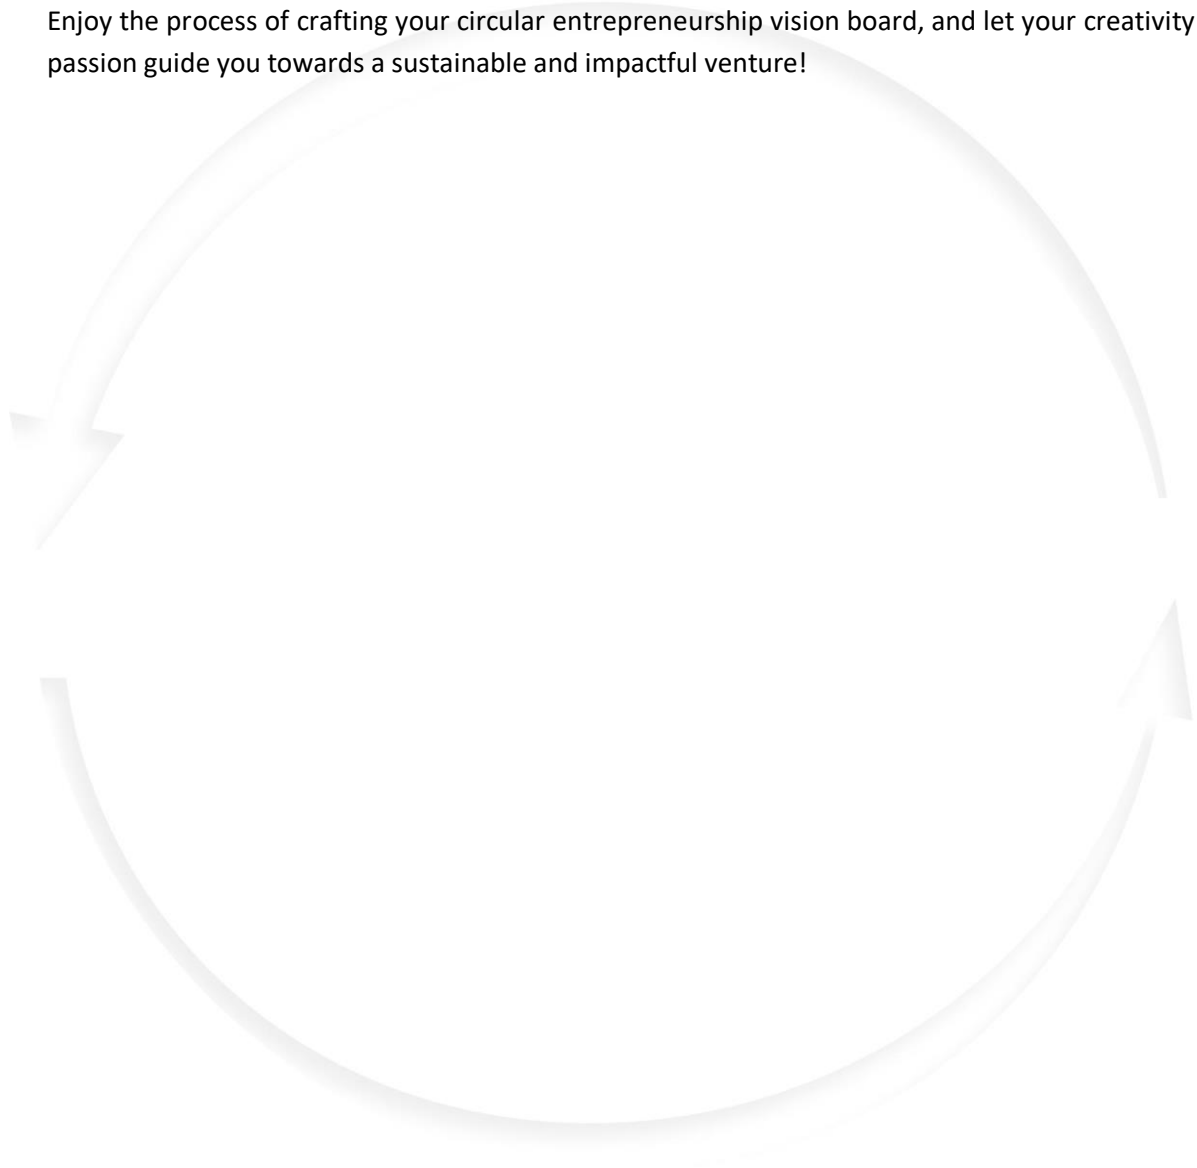 Enjoy the process of crafting your circular entrepreneurship vision board, and let your creativity
passion guide you towards a sustainable and impactful venture!